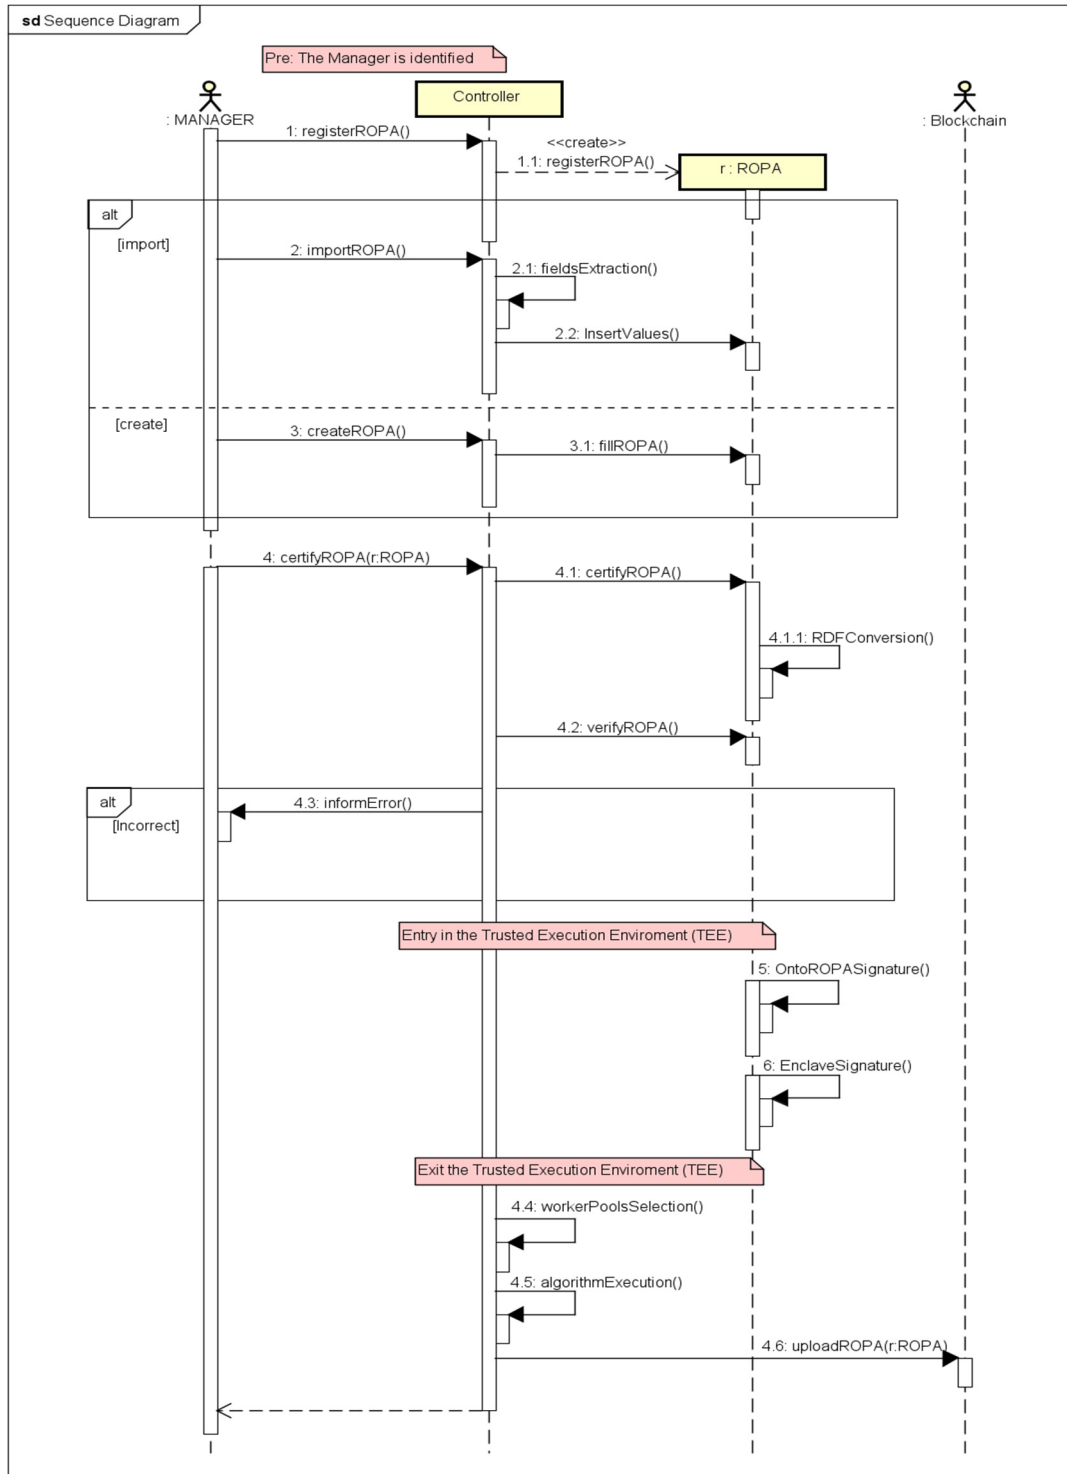 sd Sequence Diagram
Pre: The Manager is identified
Controller
: MANAGER
: Blockchain
1: registerROPA()
<<create>>
1.1: registerROPA()
r : ROPA
alt
[import]
2: importROPA()
2.1: fieldsExtraction()
2.2: InsertValues()
[create]
3: createROPA()
3.1: fillROPA()
4: certifyROPA(r:ROPA)
4.1: certifyROPA()
4.1.1: RDFConversion()
4.2: verifyROPA()
alt
4.3: informError()
[Incorrect]
Entry in the Trusted Execution Enviroment (TEE)
5: OntoROPASignature()
6: EnclaveSignature()
Exit the Trusted Execution Enviroment (TEE)
4.4: workerPoolsSelection()
4.5: algorithmExecution()
4.6: uploadROPA(r:ROPA)